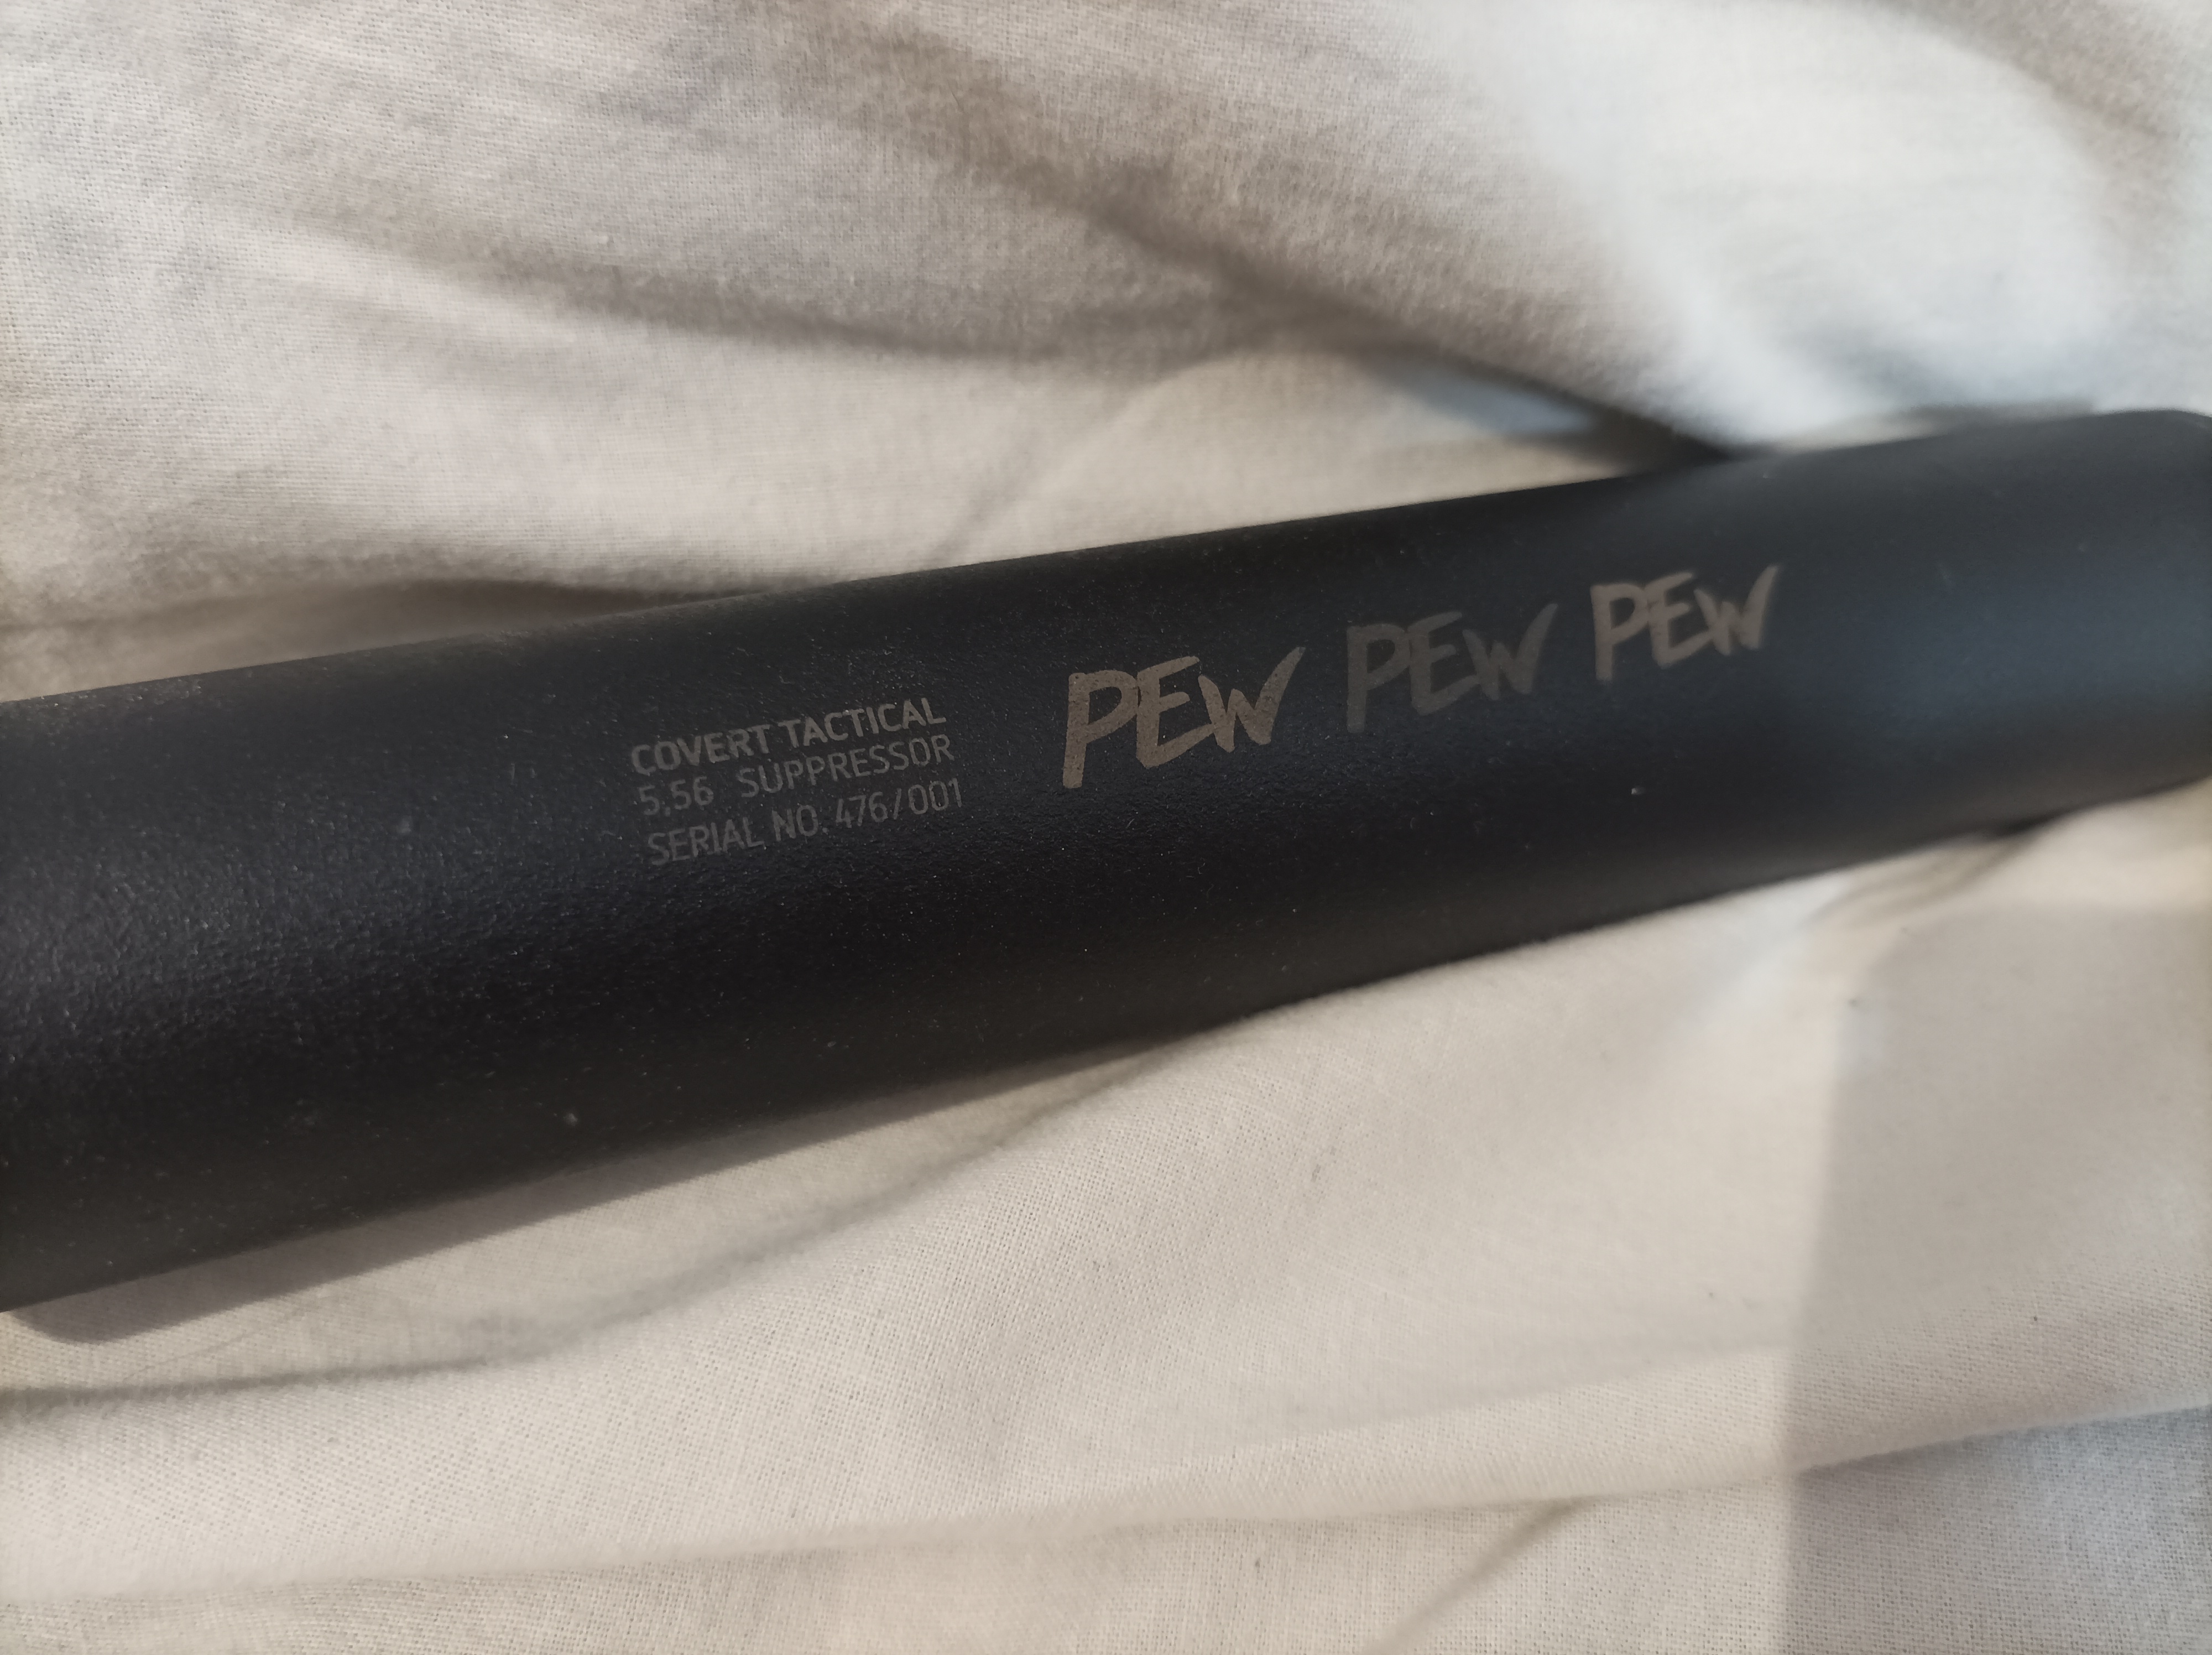 COVERT TACTICAL
5,56 SUPPRESSOR
SERIAL NO. 476/001
PEW PEW PEW